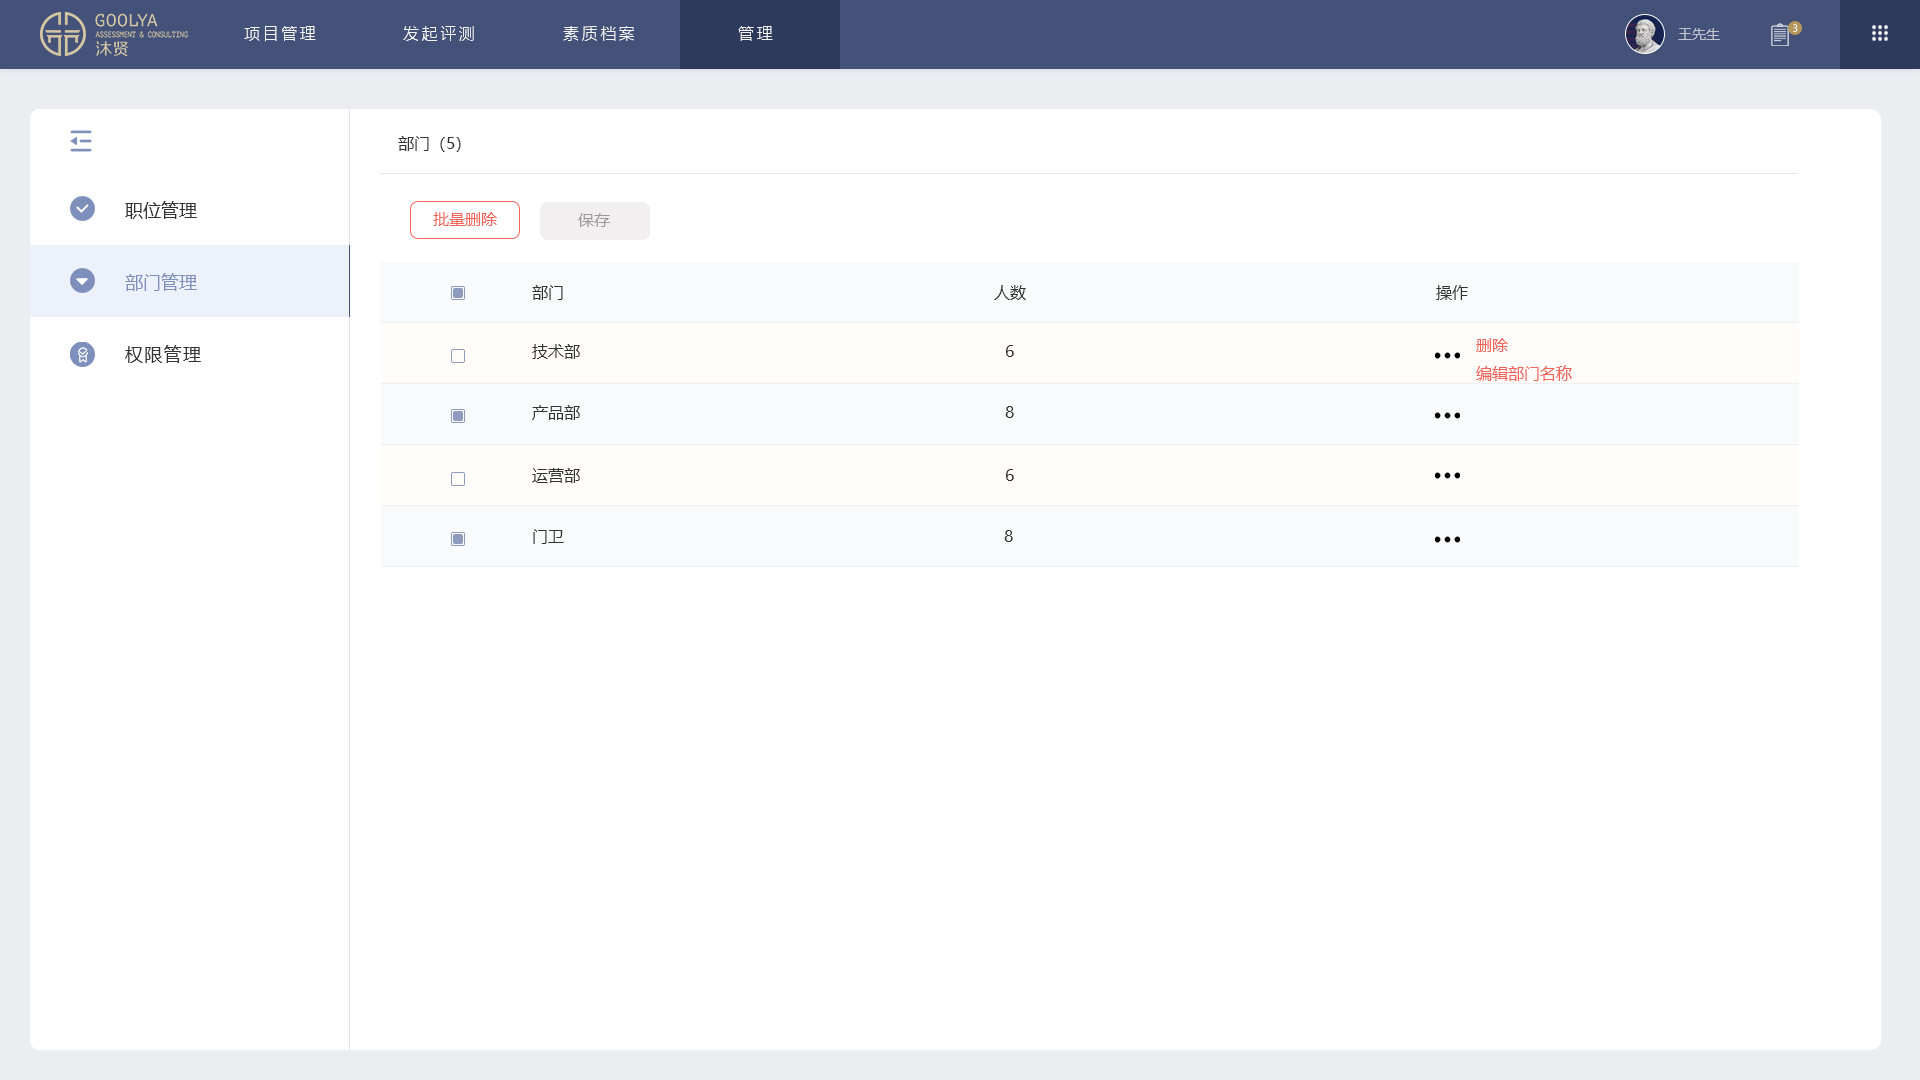 GOOLYA
ASSESSMENT & CONSULTING
沐贤
项目管理
发起评测
素质档案
管理
王先生
3
职位管理
部门管理
权限管理
部门（5）
批量删除
保存
部门 人数 操作
技术部 6
删除
编辑部门名称
产品部 8
运营部 6
门卫 8